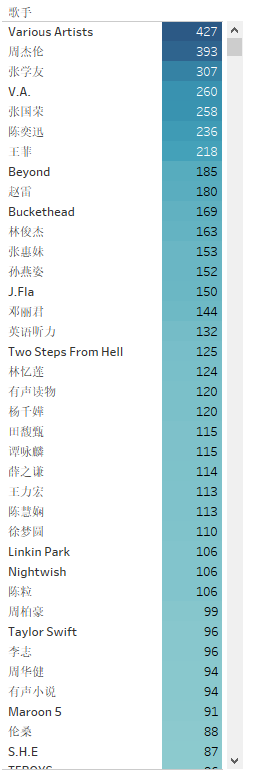 歌手
Various Artists 427
周杰伦 393
张学友 307
V.A. 260
张国荣 258
陈奕迅 236
王菲 218
Beyond 185
赵雷 180
Buckethead 169
林俊杰 163
张惠妹 153
孙燕姿 152
J.Fla 150
邓丽君 144
英语听力 132
Two Steps From Hell 125
林忆莲 124
有声读物 120
杨千嬅 120
田馥甄 115
谭咏麟 115
薛之谦 114
王力宏 113
陈慧娴 113
徐梦圆 110
Linkin Park 106
Nightwish 106
陈粒 106
周柏豪 99
Taylor Swift 96
李志 96
周华健 94
有声小说 94
Maroon 5 91
伦桑 88
S.H.E 87